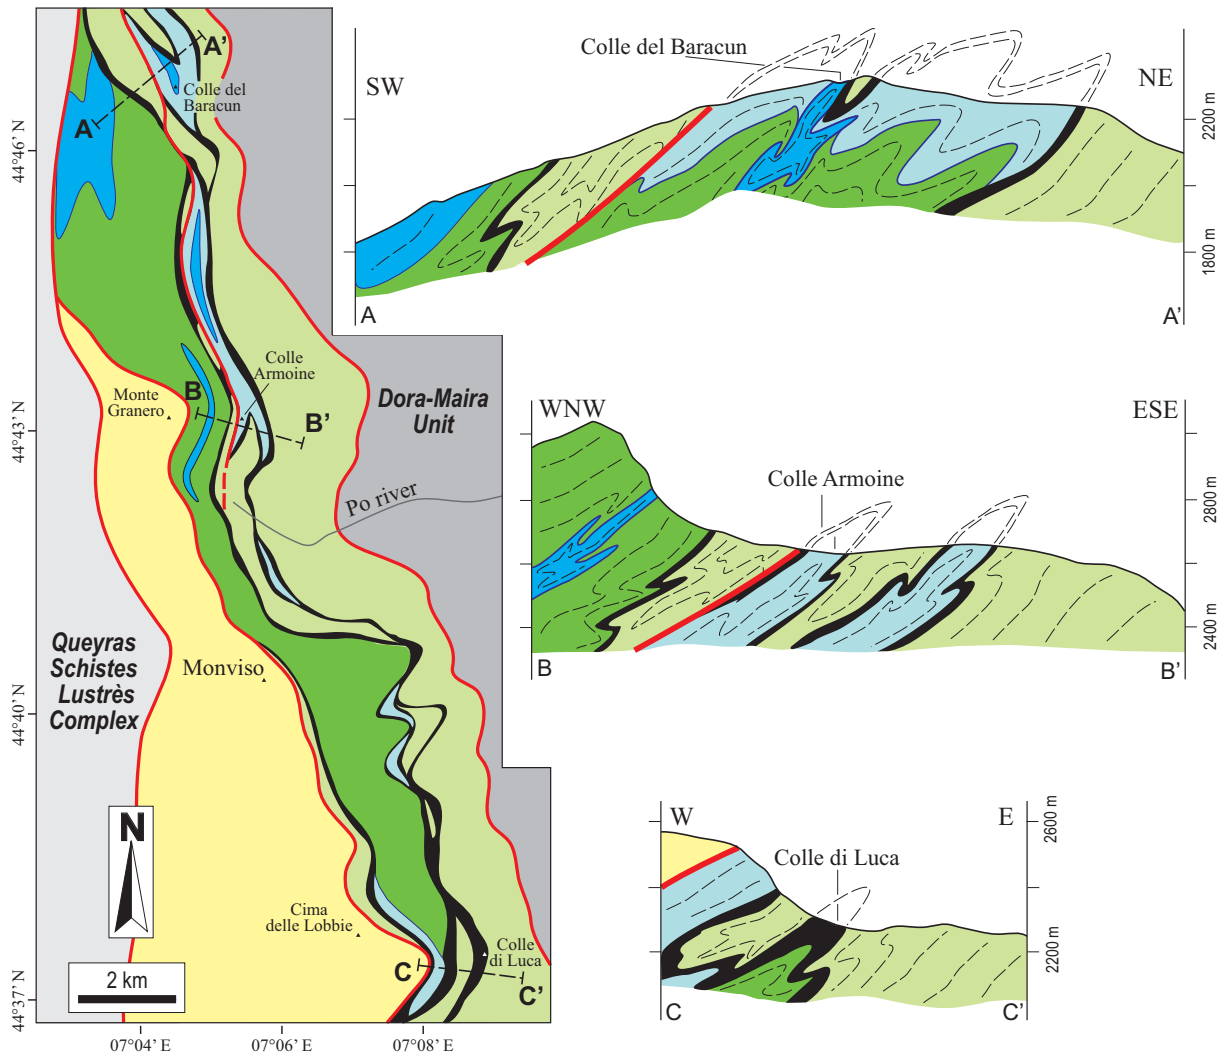 A'
Colle del
Baracun
A
44°46' N
Colle
Armoine
Monte
Granero
B
B'
Dora-Maira
Unit
44°43' N
Po river
Queyras
Schistes
Lustrès
Complex
Monviso
44°40' N
N
Cima
delle Lobbie
Colle
di Luca
C
C'
2 km
44°37' N
07°04' E
07°06' E
07°08' E
Colle del Baracun
SW
NE
2200 m
1800 m
A
A'
WNW
ESE
Colle Armoine
2800 m
2400 m
B
B'
W
E
2600 m
Colle di Luca
2200 m
C
C'